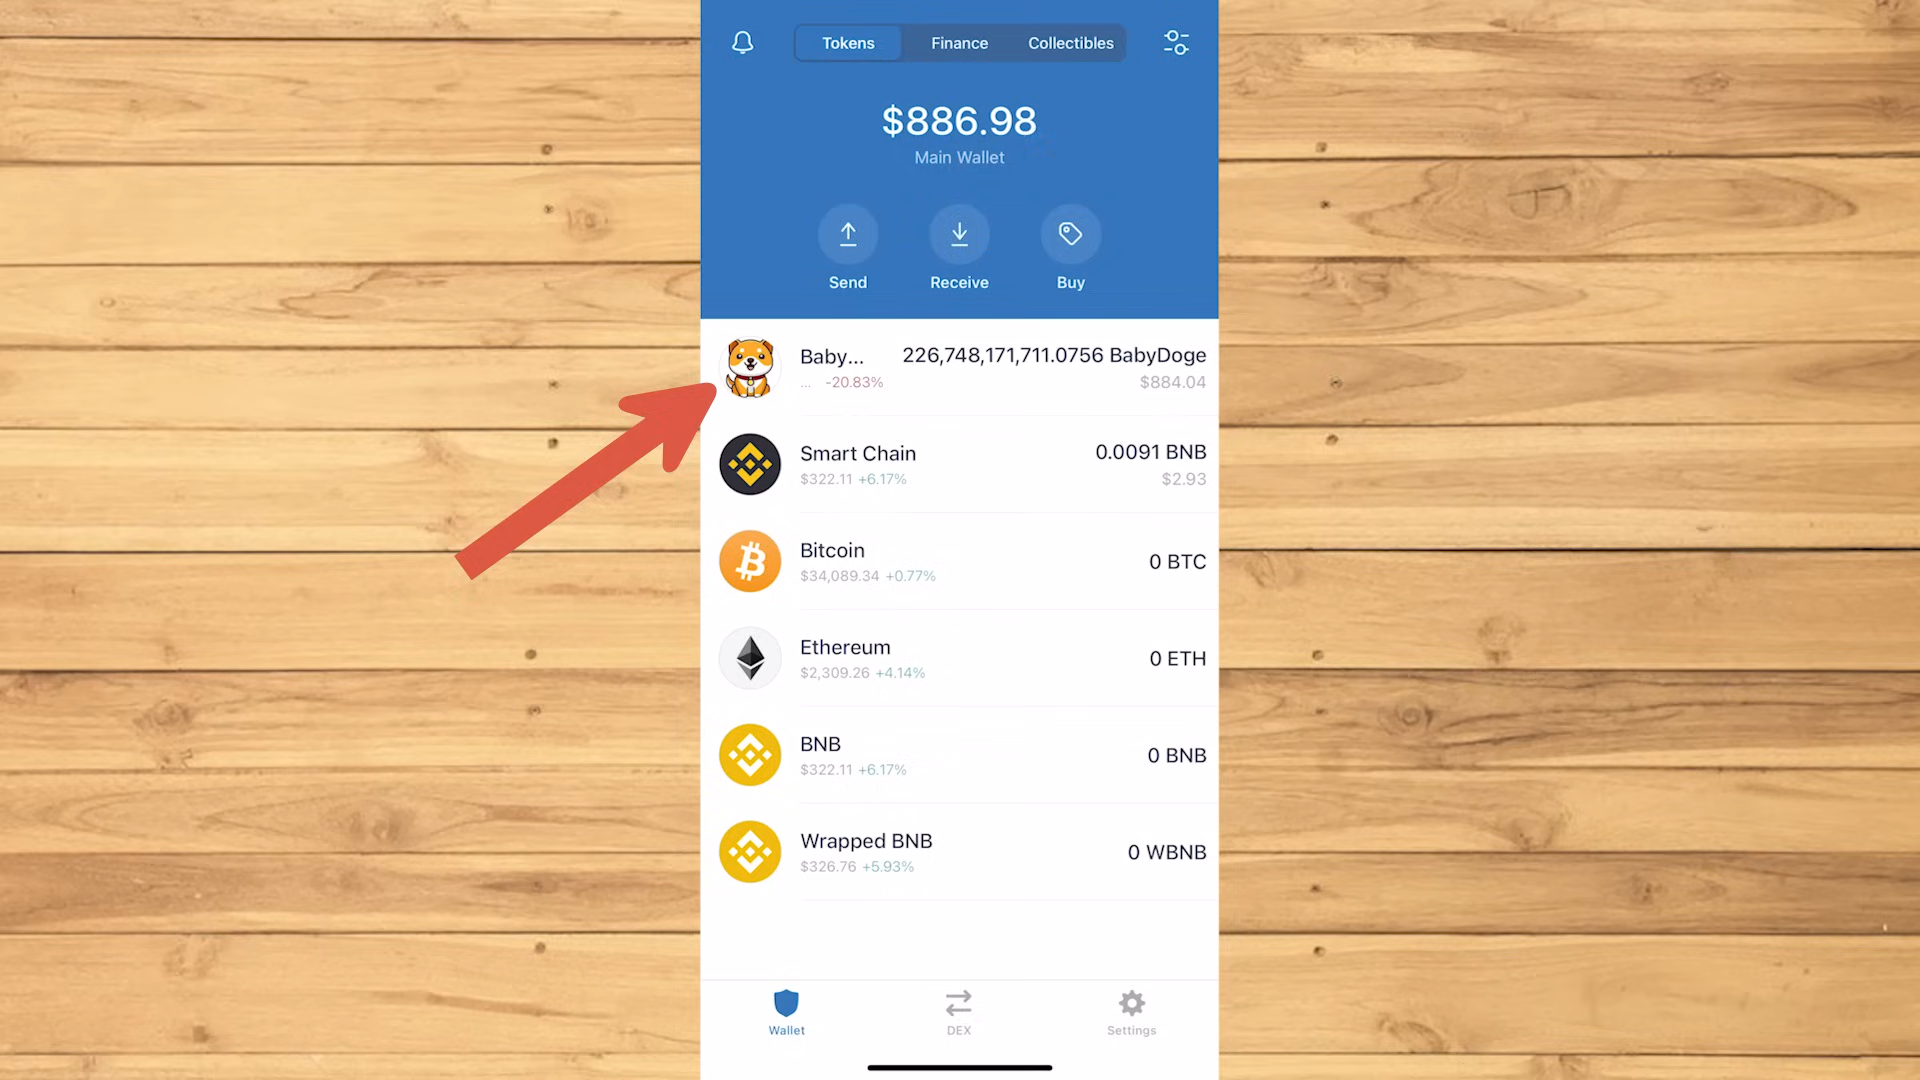 Tokens Finance Collectibles
$886.98
Main Wallet
Send Receive Buy
Baby... 226,748,171,711.0756 BabyDoge
... -20.83% $884.04
Smart Chain 0.0091 BNB
$322.11 +6.17% $2.93
Bitcoin 0 BTC
$34,089.34 +0.77%
Ethereum 0 ETH
$2,309.26 +4.14%
BNB 0 BNB
$322.11 +6.17%
Wrapped BNB 0 WBNB
$326.76 +5.93%
Wallet DEX Settings